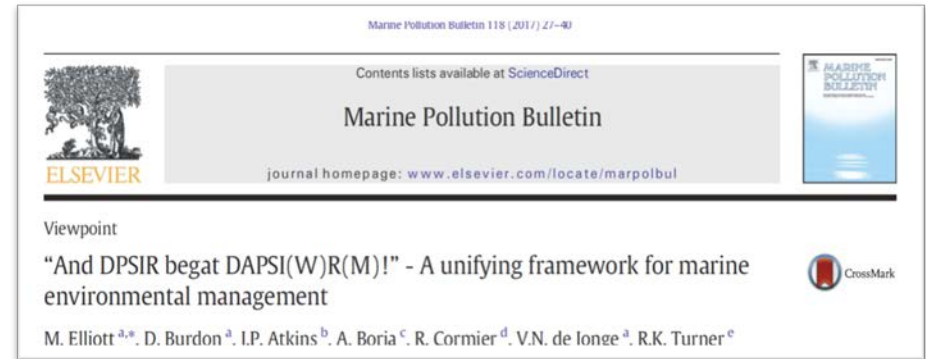 Marine Pollution Bulletin 118 (2017) 27–40
Contents lists available at ScienceDirect
Marine Pollution Bulletin
journal homepage: www.elsevier.com/locate/marpolbul
ELSEVIER
MARINE
POLLUTION
BULLETIN
Viewpoint
“And DPSIR begat DAPSI(W)R(M)!” - A unifying framework for marine
environmental management
CrossMark
M. Elliott a,*, D. Burdon a, J.P. Atkins b, A. Borja c, R. Cormier d, V.N. de Jonge a, R.K. Turner e